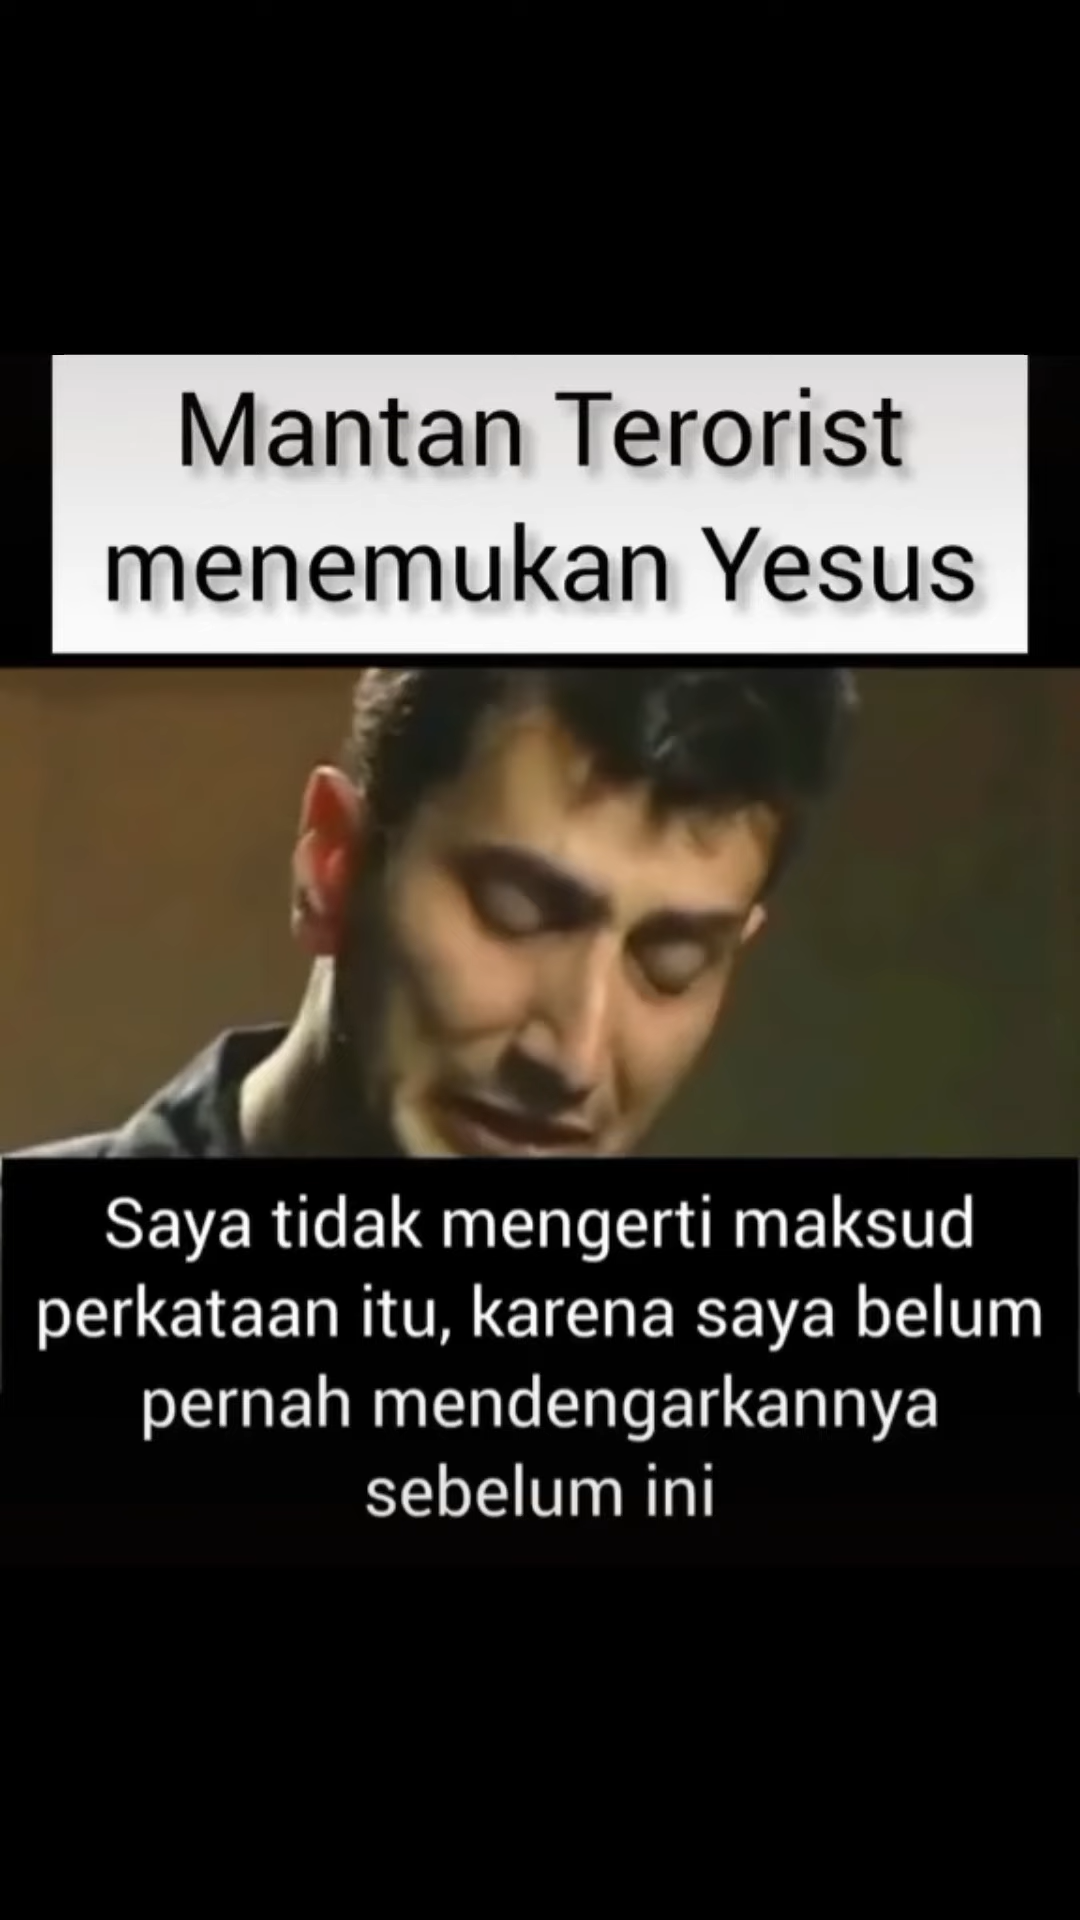 Mantan Terorist
menemukan Yesus
Saya tidak mengerti maksud
perkataan itu, karena saya belum
pernah mendengarkannya
sebelum ini